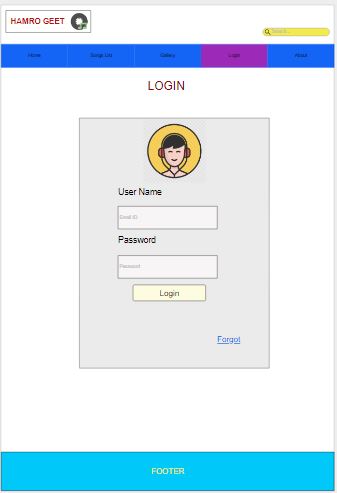 HAMRO GEET
Search...
Home Songs List Gallery Login About
LOGIN
User Name
Email ID
Password
Password
Login
Forgot
FOOTER